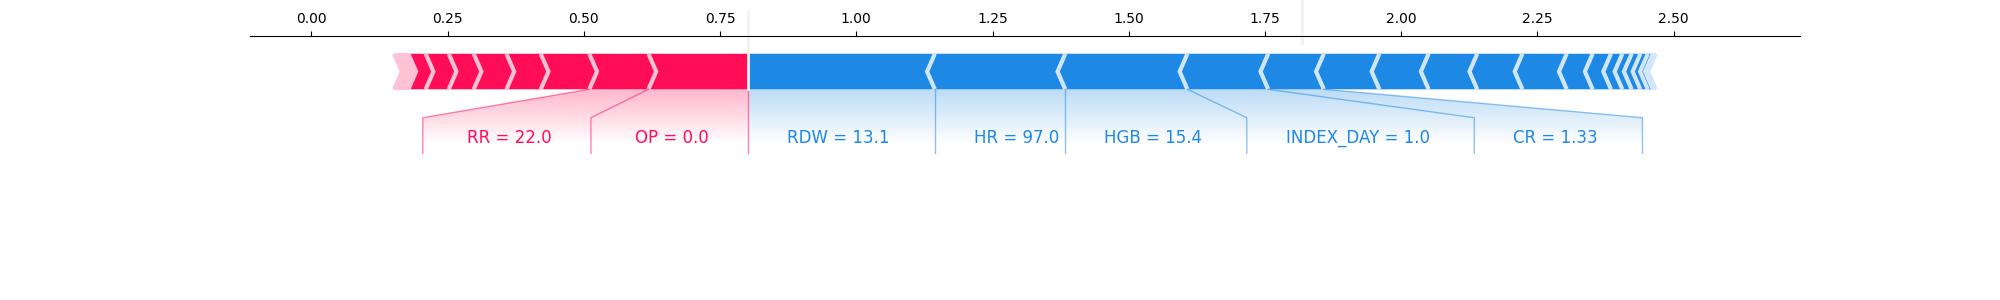 0.00 0.25 0.50 0.75 1.00 1.25 1.50 1.75 2.00 2.25 2.50
RR = 22.0 OP = 0.0 RDW = 13.1 HR = 97.0 HGB = 15.4 INDEX_DAY = 1.0 CR = 1.33